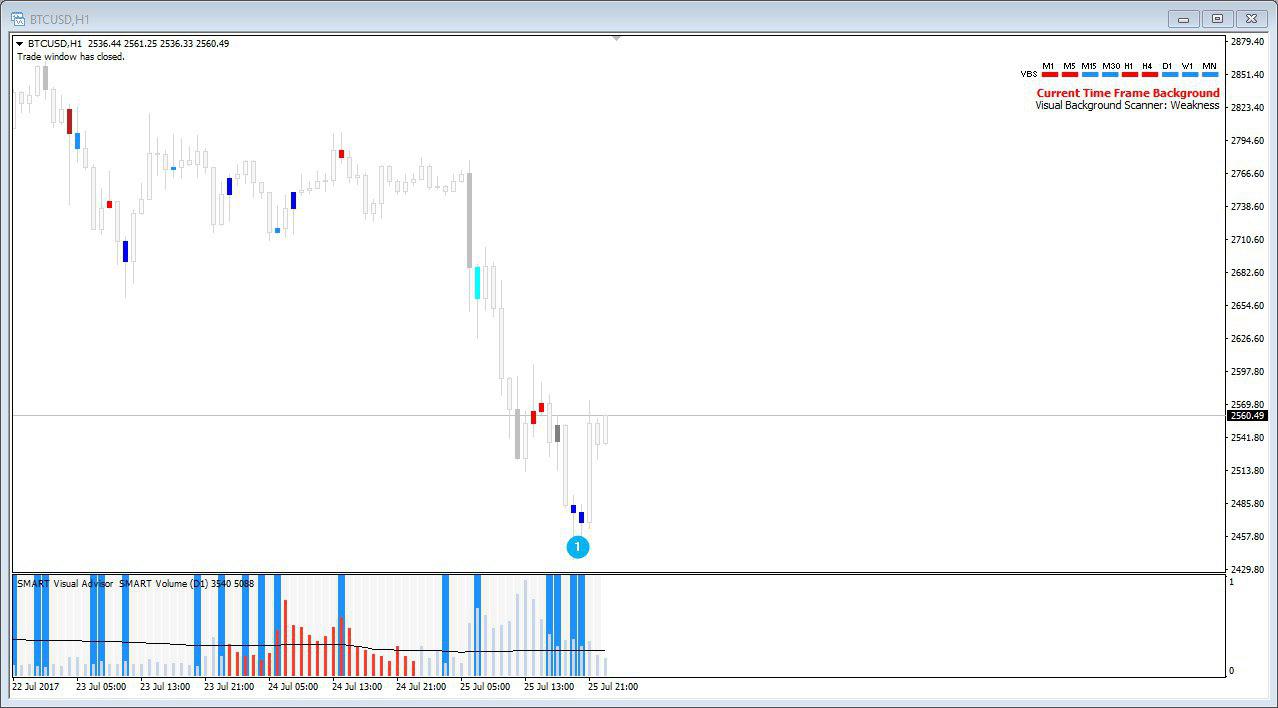 BTCUSD,H1
BTCUSD,H1 2536.44 2561.25 2536.33 2560.49
Trade window has closed.
M1 M5 M15 M30 H1 H4 D1 W1 MN
VBS
Current Time Frame Background
Visual Background Scanner: Weakness
2879.40
2851.40
2823.40
2794.60
2766.60
2738.60
2710.60
2682.60
2654.60
2626.60
2597.80
2569.80
2560.49
2541.80
2513.80
2485.80
2457.80
2429.80
1
SMART Visual Advisor SMART Volume (D1) 3540 5088
1
0
22 Jul 2017 23 Jul 05:00 23 Jul 13:00 23 Jul 21:00 24 Jul 05:00 24 Jul 13:00 24 Jul 21:00 25 Jul 05:00 25 Jul 13:00 25 Jul 21:00